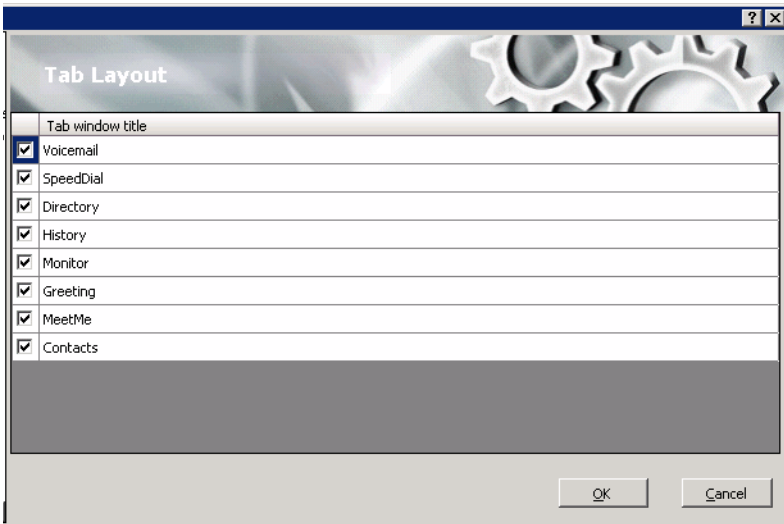 Tab Layout
Tab window title
Voicemail
SpeedDial
Directory
History
Monitor
Greeting
MeetMe
Contacts
OK
Cancel